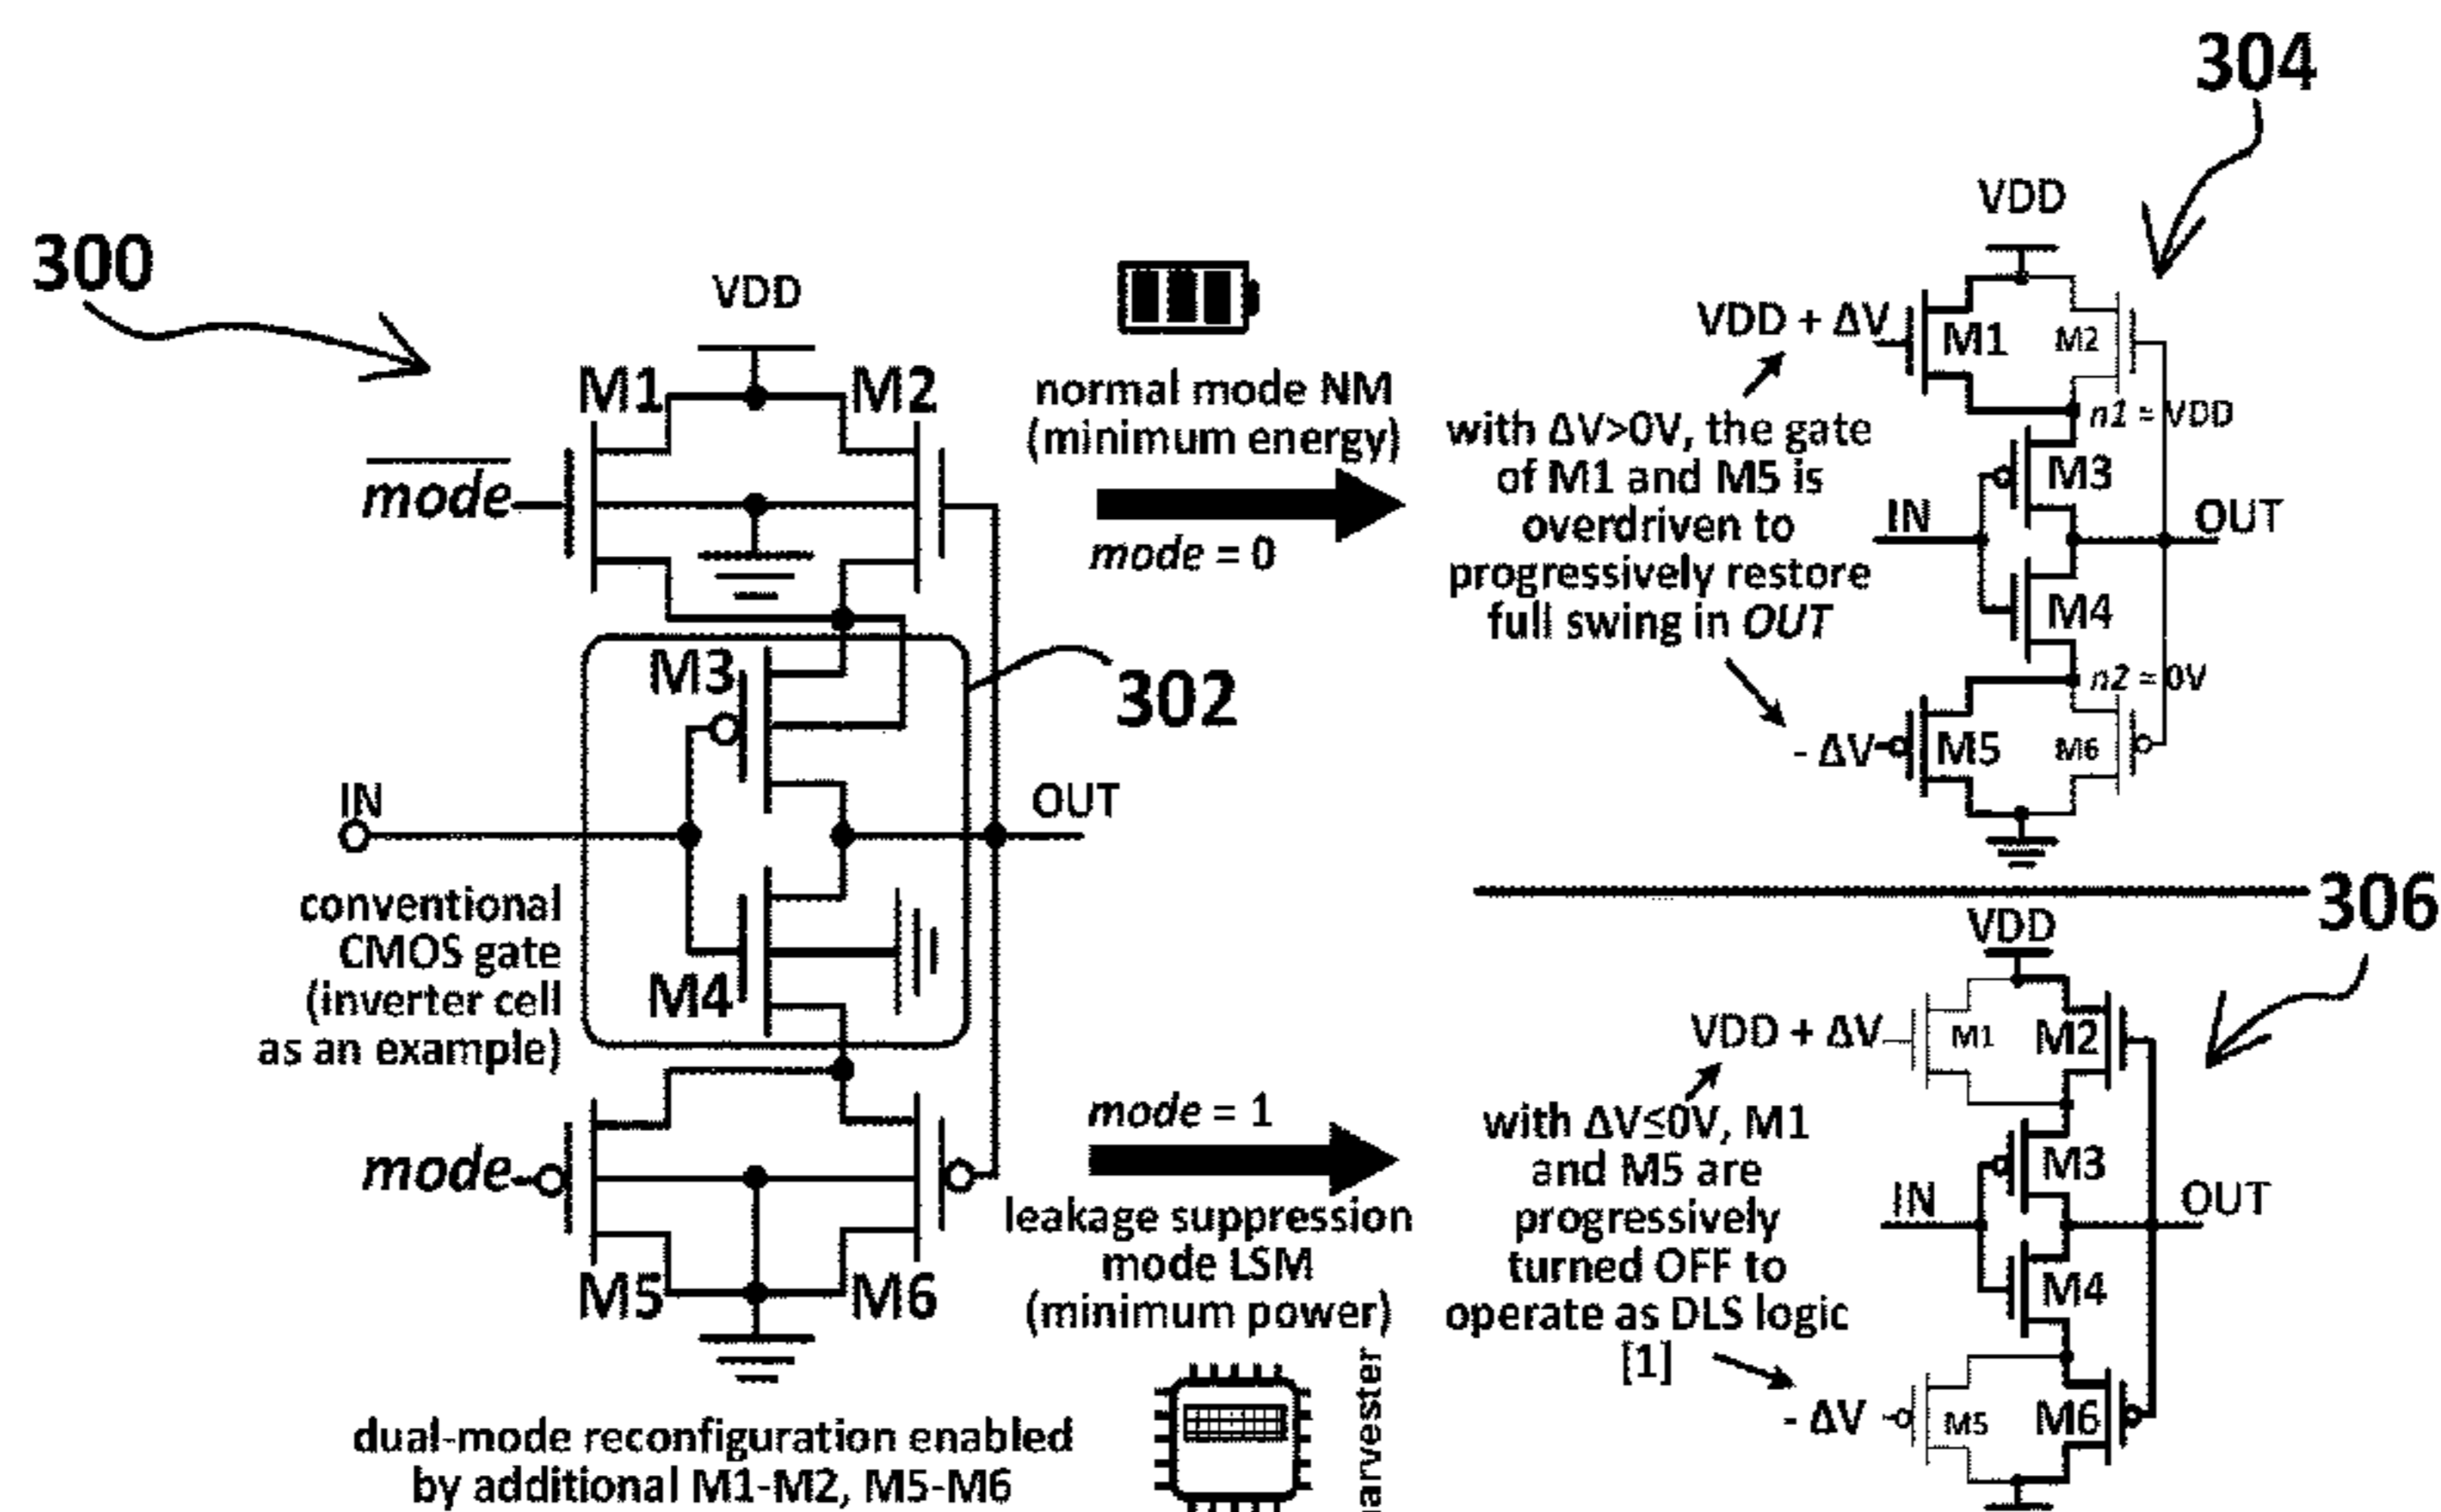 300
VDD
M1
M2
mode
M3
302
IN
OUT
conventional
CMOS gate
(inverter cell
as an example)
M4
mode
M5
M6
dual-mode reconfiguration enabled
by additional M1-M2, M5-M6
normal mode NM
(minimum energy)
mode = 0
mode = 1
leakage suppression
mode LSM
(minimum power)
harvester
304
VDD
VDD + ΔV
M1
M2
n1 = VDD
with ΔV>0V, the gate
of M1 and M5 is
overdriven to
progressively restore
full swing in OUT
M3
IN
OUT
M4
n2 = 0V
- ΔV
M5
M6
306
VDD
VDD + ΔV
M1
M2
with ΔV≤0V, M1
and M5 are
progressively
turned OFF to
operate as DLS logic
[1]
M3
IN
OUT
M4
- ΔV
M5
M6